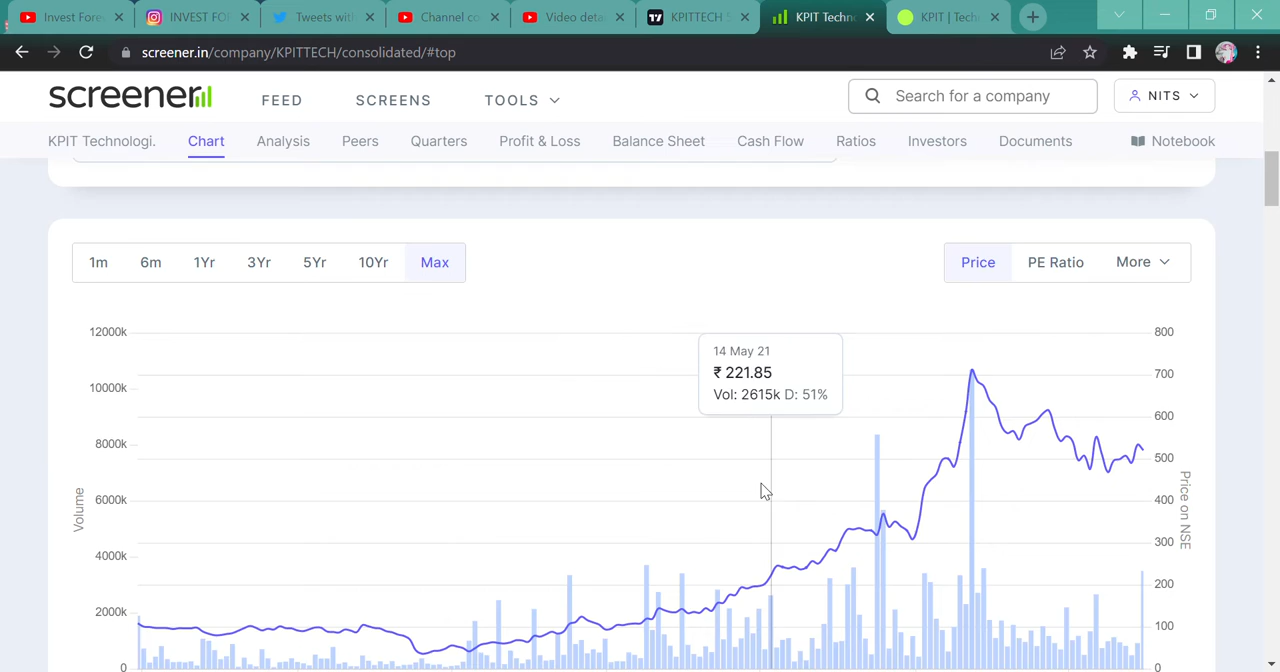 Invest Fores
INVEST FOR
Tweets with
Channel co
Video deta
KPITTECH
KPIT Techn
KPIT | Tech
screener.in/company/KPITTECH/consolidated/#top
screener
FEED
SCREENS
TOOLS
Search for a company
NITS
KPIT Technologi.
Chart
Analysis
Peers
Quarters
Profit & Loss
Balance Sheet
Cash Flow
Ratios
Investors
Documents
Notebook
1m
6m
1Yr
3Yr
5Yr
10Yr
Max
Price
PE Ratio
More
12000k
10000k
8000k
6000k
4000k
2000k
0
Volume
14 May 21
₹ 221.85
Vol: 2615k D: 51%
800
700
600
500
400
300
200
100
0
Price on NSE